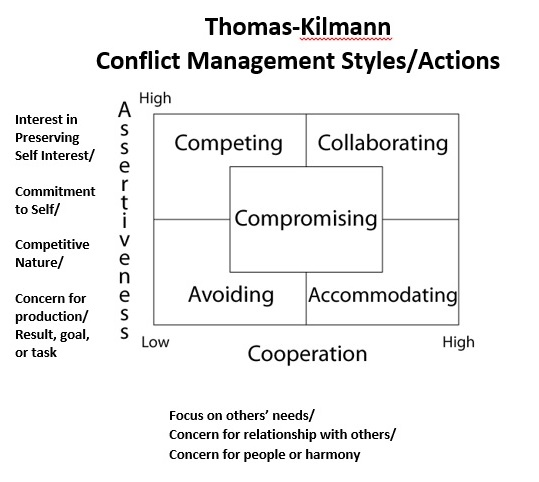 Thomas-Kilmann
Conflict Management Styles/Actions
High
Assertiveness
Interest in
Preserving
Self Interest/
Commitment
to Self/
Competitive
Nature/
Concern for
production/
Result, goal,
or task
Competing
Collaborating
Compromising
Avoiding
Accommodating
Low
High
Cooperation
Focus on others' needs/
Concern for relationship with others/
Concern for people or harmony